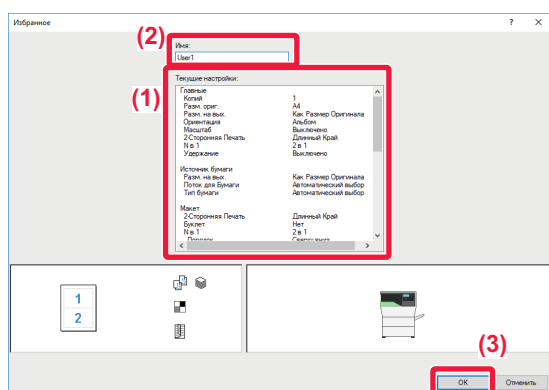 Избранное ? ×
(2)
Имя:
User1
(1)
Текущие настройки:
Главные
Копий 1
Разм. ориг. A4
Разм. на вых. Как Размер Оригинала
Ориентация Альбом
Масштаб Выключено
2-Сторонняя Печать Длинный Край
N в 1 2 в 1
Удержание Выключено
Источник бумаги
Разм. на вых. Как Размер Оригинала
Поток для Бумаги Автоматический выбор
Тип бумаги Автоматический выбор
Макет
2-Сторонняя Печать Длинный Край
Буклет Нет
N в 1 2 в 1
Порядок Сверху вниз
1
2
(3)
OK Отменить